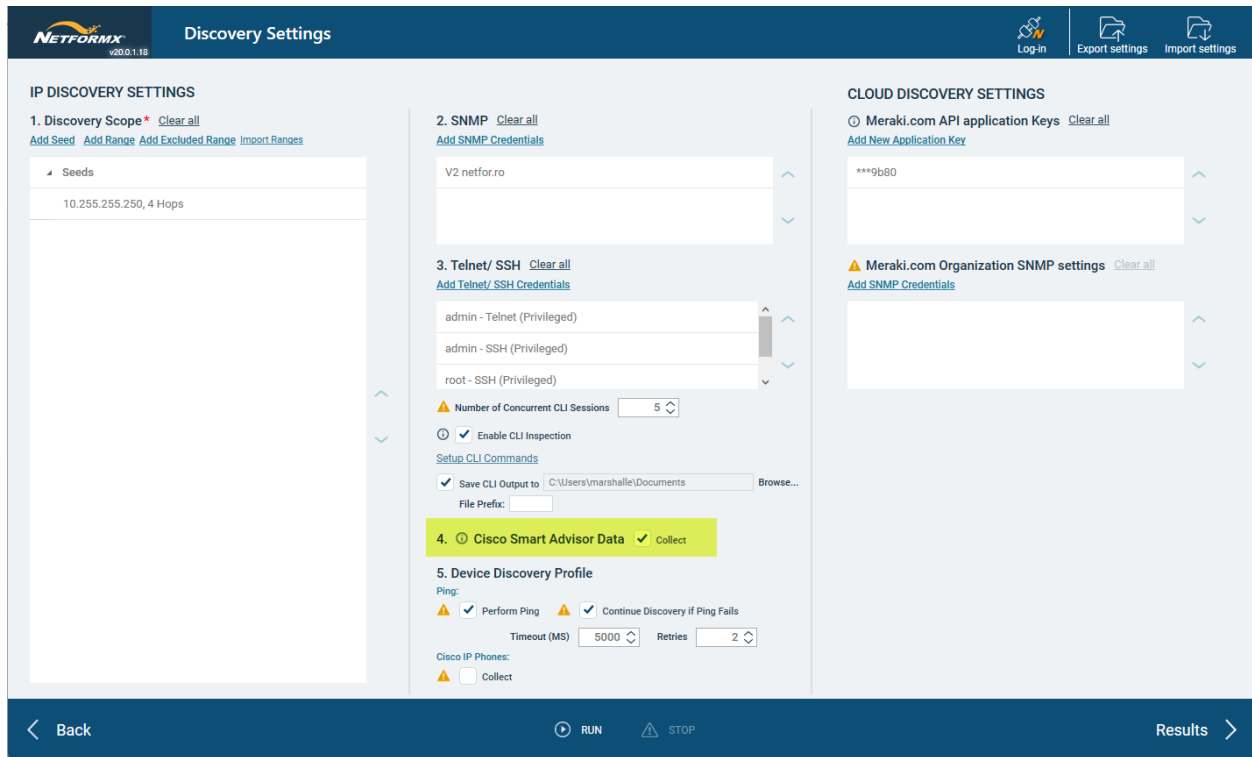 NETFORMX
v20.0.1.18
Discovery Settings
Log-in
Export settings
Import settings
IP DISCOVERY SETTINGS
1. Discovery Scope* Clear all
Add Seed Add Range Add Excluded Range Import Ranges
Seeds
10.255.255.250, 4 Hops
2. SNMP Clear all
Add SNMP Credentials
V2 netfor.ro
3. Telnet/ SSH Clear all
Add Telnet/ SSH Credentials
admin - Telnet (Privileged)
admin - SSH (Privileged)
root - SSH (Privileged)
Number of Concurrent CLI Sessions 5
Enable CLI Inspection
Setup CLI Commands
Save CLI Output to C:\Users\marshalle\Documents Browse...
File Prefix:
4. Cisco Smart Advisor Data Collect
5. Device Discovery Profile
Ping:
Perform Ping Continue Discovery if Ping Fails
Timeout (MS) 5000 Retries 2
Cisco IP Phones:
Collect
CLOUD DISCOVERY SETTINGS
Meraki.com API application Keys Clear all
Add New Application Key
***9b80
Meraki.com Organization SNMP settings Clear all
Add SNMP Credentials
Back
RUN
STOP
Results